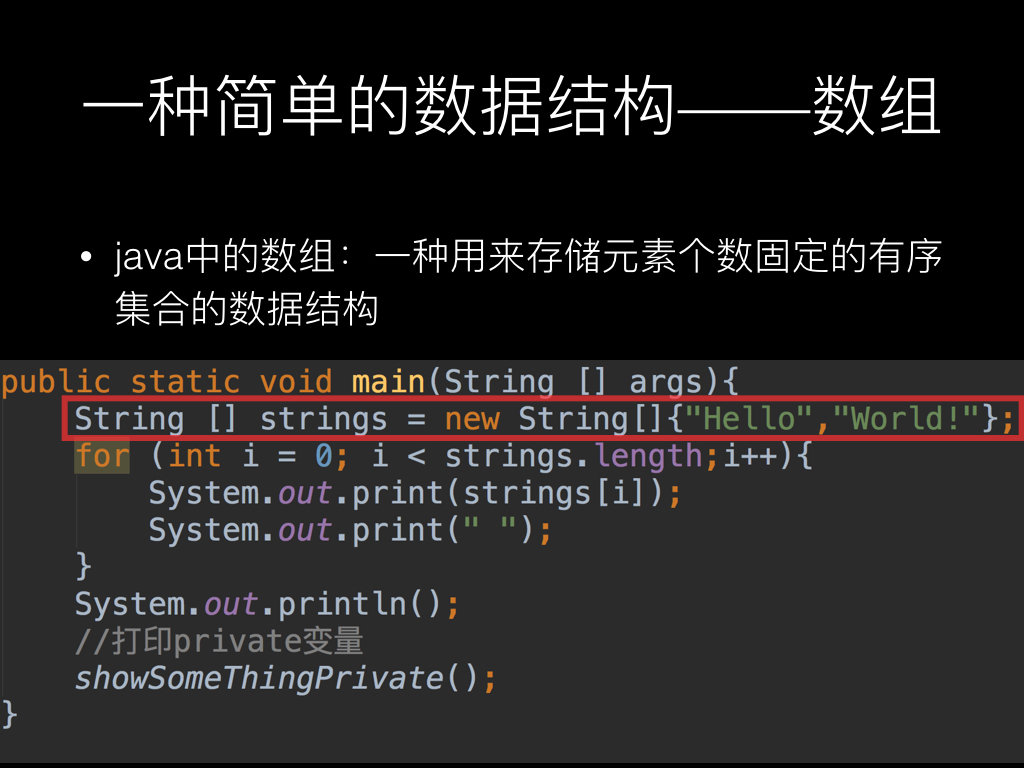 一种简单的数据结构——数组
• java中的数组：一种用来存储元素个数固定的有序
集合的数据结构
public static void main(String [] args){
    String [] strings = new String[]{"Hello","World!"};
    for (int i = 0; i < strings.length;i++){
        System.out.print(strings[i]);
        System.out.print(" ");
    }
    System.out.println();
    //打印private变量
    showSomeThingPrivate();
}